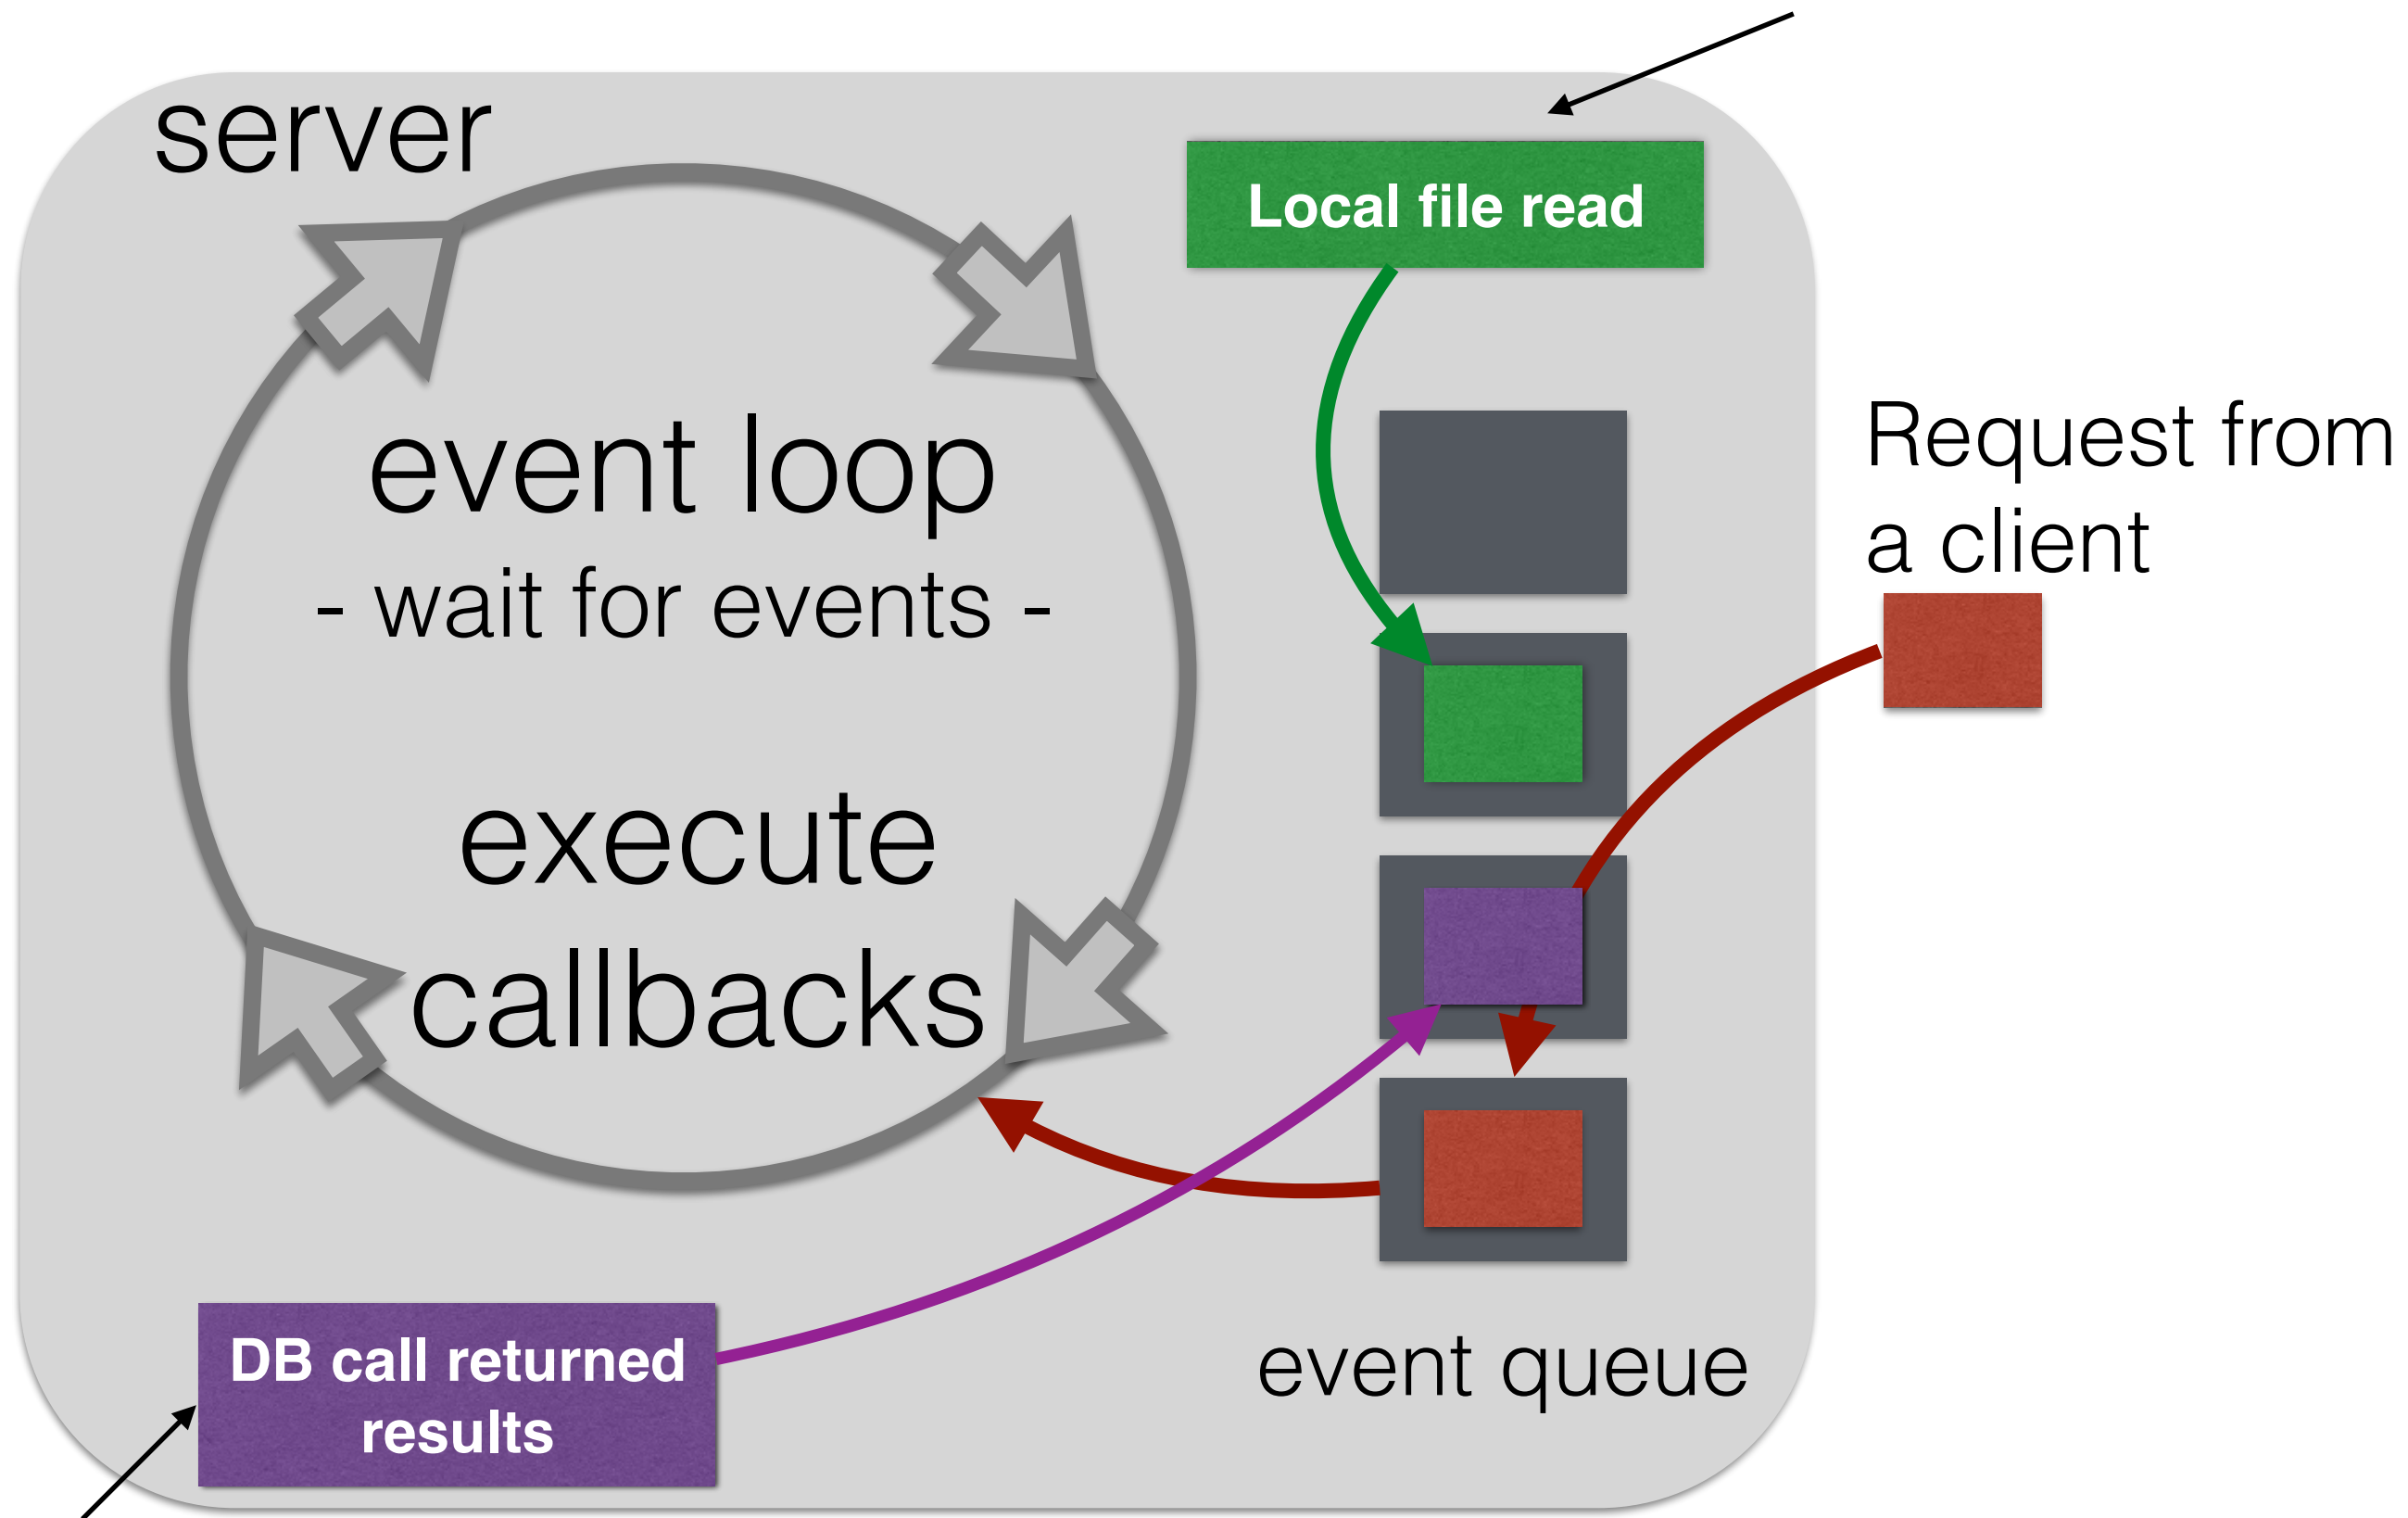 server
Local file read
event loop
- wait for events -
Request from
a client
execute
callbacks
DB call returned
results
event queue